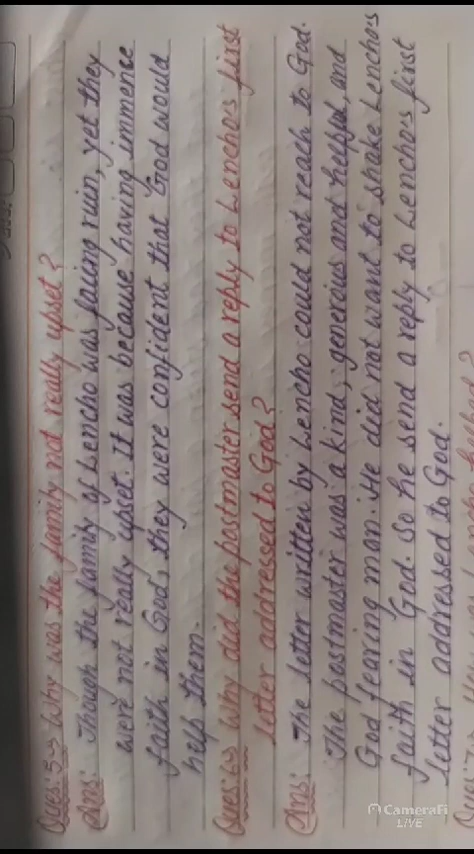 Ques:5→ Why was the family not really upset?
Ans: Though the family of Lencho was facing ruin, yet they
were not really upset. It was because having immence
faith in God, they were confident that God would
help them.
Ques:6→ Why did the postmaster send a reply to Lencho's first
letter addressed to God?
Ans: The letter written by Lencho could not reach to God.
The postmaster was a kind, generious and helpful, and
God fearing man. He did not want to shake Lencho's
faith in God. So he send a reply to Lencho's first
letter addressed to God.
CameraFi
LIVE